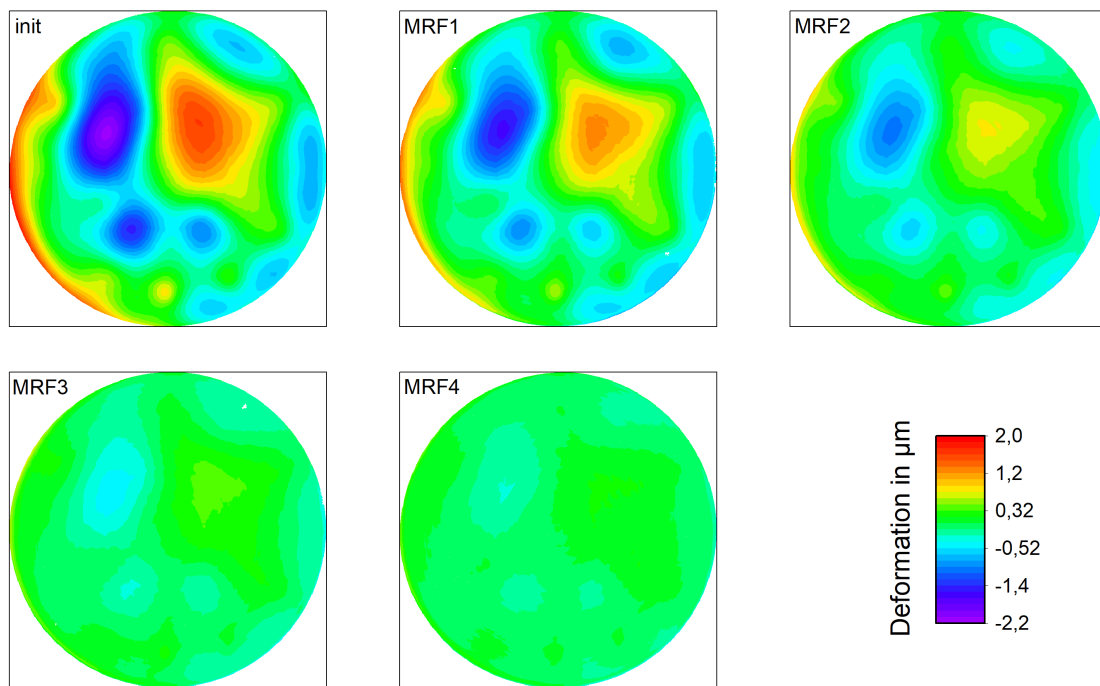 init
MRF1
MRF2
MRF3
MRF4
Deformation in µm
2,0
1,2
0,32
-0,52
-1,4
-2,2